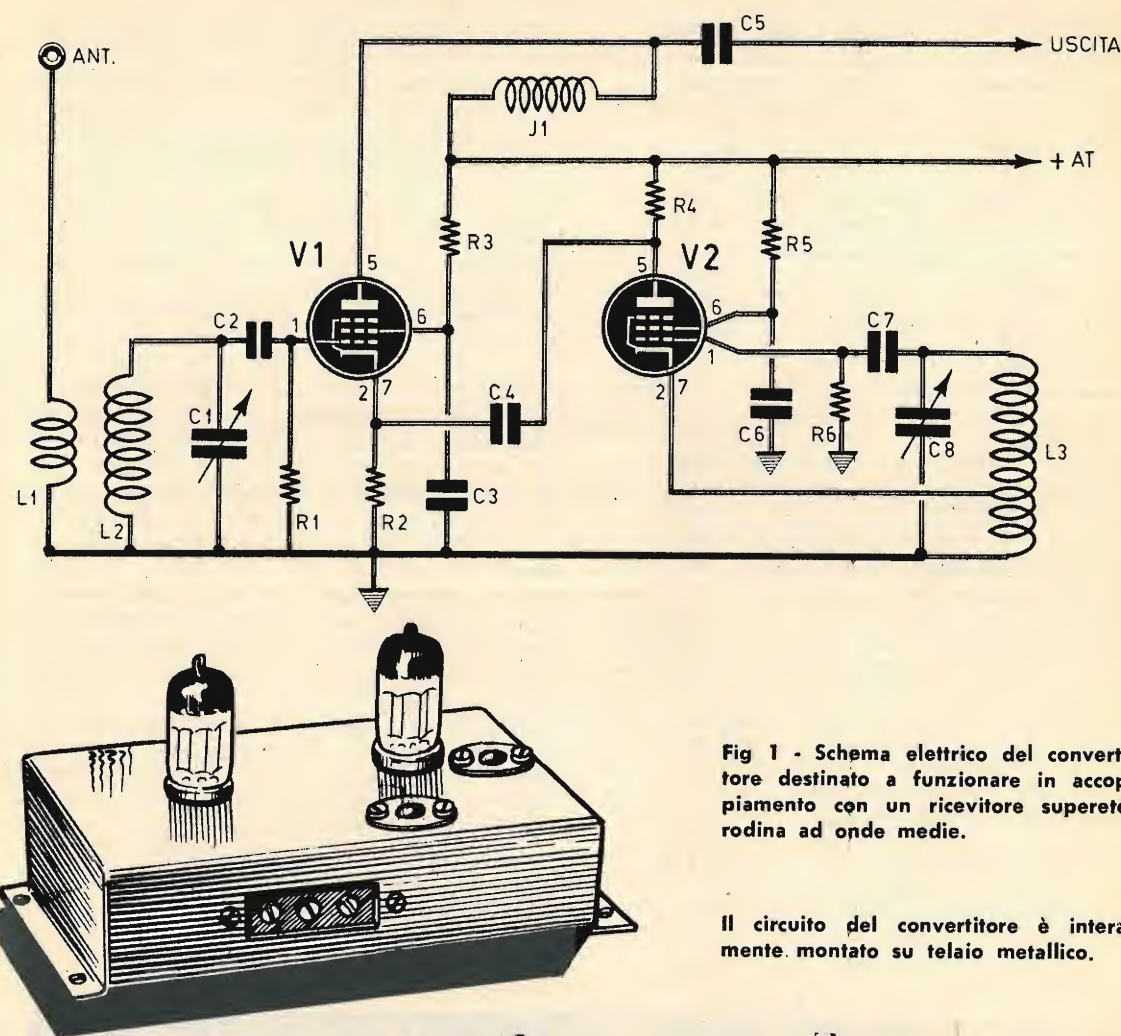 ANT.
C5
USCITA
J1
+ AT
R3
R4
R5
V1
V2
5
5
6
6
C2
1
1
C7
C1
2 7
C4
2 7
C6
R6
C8
L3
L1
L2
R1
R2
C3
Fig 1 - Schema elettrico del converti-
tore destinato a funzionare in accop-
piamento con un ricevitore superete-
rodina ad onde medie.
Il circuito del convertitore è intera-
mente montato su telaio metallico.